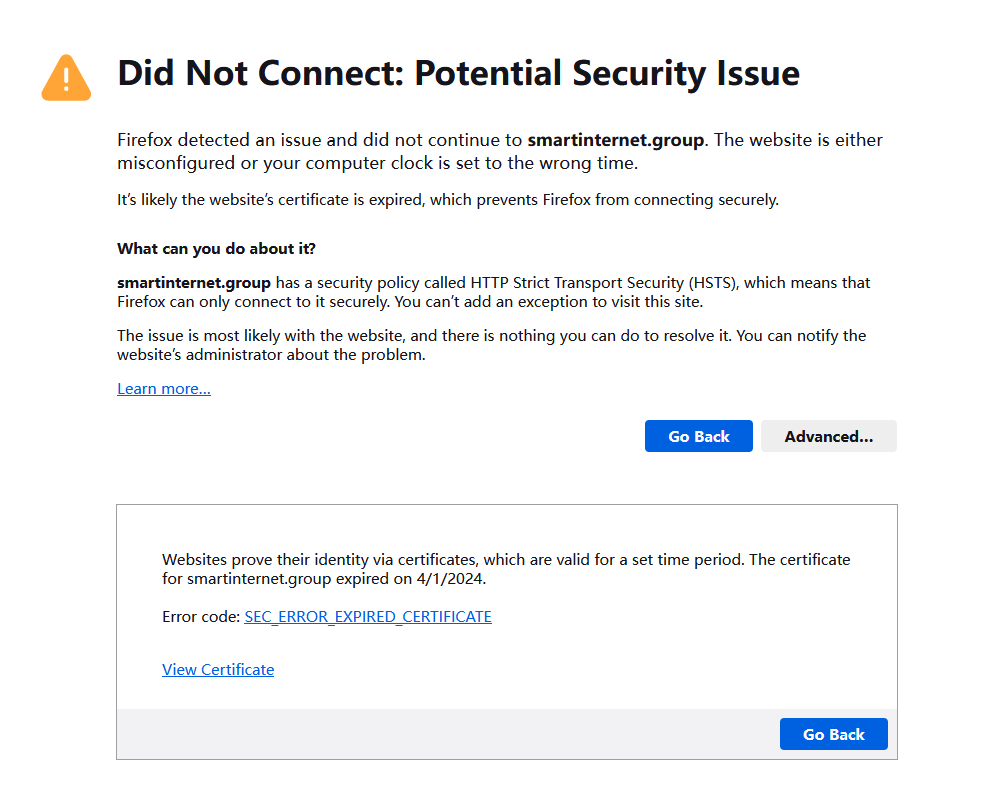 Did Not Connect: Potential Security Issue
Firefox detected an issue and did not continue to smartinternet.group. The website is either
misconfigured or your computer clock is set to the wrong time.
It’s likely the website’s certificate is expired, which prevents Firefox from connecting securely.
What can you do about it?
smartinternet.group has a security policy called HTTP Strict Transport Security (HSTS), which means that
Firefox can only connect to it securely. You can’t add an exception to visit this site.
The issue is most likely with the website, and there is nothing you can do to resolve it. You can notify the
website’s administrator about the problem.
Learn more…
Go Back
Advanced…
Websites prove their identity via certificates, which are valid for a set time period. The certificate
for smartinternet.group expired on 4/1/2024.
Error code: SEC_ERROR_EXPIRED_CERTIFICATE
View Certificate
Go Back